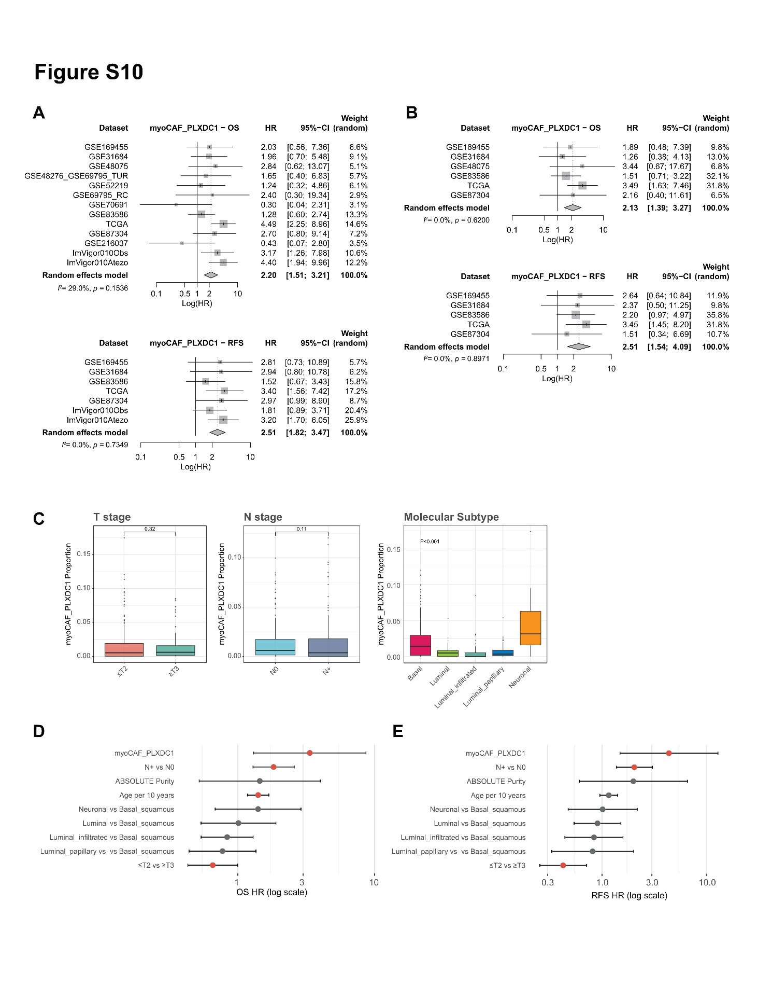 Figure S10
A
Weight
Dataset myoCAF_PLXDC1 − OS HR 95%−CI (random)
GSE169455 2.03 [0.56; 7.36] 6.6%
GSE31684 1.96 [0.70; 5.48] 9.1%
GSE48075 2.84 [0.62; 13.07] 5.1%
GSE48276_GSE69795_TUR 1.65 [0.40; 6.83] 5.7%
GSE52219 1.24 [0.32; 4.86] 6.1%
GSE69795_RC 2.40 [0.30; 19.34] 2.9%
GSE70691 0.30 [0.04; 2.31] 3.1%
GSE83586 1.28 [0.60; 2.74] 13.3%
TCGA 4.49 [2.25; 8.96] 14.6%
GSE87304 2.70 [0.80; 9.14] 7.2%
GSE216037 0.43 [0.07; 2.80] 3.5%
ImVigor010Obs 3.17 [1.26; 7.98] 10.6%
ImVigor010Atezo 4.40 [1.94; 9.96] 12.2%
Random effects model 2.20 [1.51; 3.21] 100.0%
I²= 29.0%, p = 0.1536
0.1 0.5 1 2 10
Log(HR)
Weight
Dataset myoCAF_PLXDC1 − RFS HR 95%−CI (random)
GSE169455 2.81 [0.73; 10.89] 5.7%
GSE31684 2.94 [0.80; 10.78] 6.2%
GSE83586 1.52 [0.67; 3.43] 15.8%
TCGA 3.40 [1.56; 7.42] 17.2%
GSE87304 2.97 [0.99; 8.90] 8.7%
ImVigor010Obs 1.81 [0.89; 3.71] 20.4%
ImVigor010Atezo 3.20 [1.70; 6.05] 25.9%
Random effects model 2.51 [1.82; 3.47] 100.0%
I²= 0.0%, p = 0.7349
0.1 0.5 1 2 10
Log(HR)
B
Weight
Dataset myoCAF_PLXDC1 − OS HR 95%−CI (random)
GSE169455 1.89 [0.48; 7.39] 9.8%
GSE31684 1.26 [0.38; 4.13] 13.0%
GSE48075 3.44 [0.67; 17.67] 6.8%
GSE83586 1.51 [0.71; 3.22] 32.1%
TCGA 3.49 [1.63; 7.46] 31.8%
GSE87304 2.16 [0.40; 11.61] 6.5%
Random effects model 2.13 [1.39; 3.27] 100.0%
I²= 0.0%, p = 0.6200
0.1 0.5 1 2 10
Log(HR)
Weight
Dataset myoCAF_PLXDC1 − RFS HR 95%−CI (random)
GSE169455 2.64 [0.64; 10.84] 11.9%
GSE31684 2.37 [0.50; 11.25] 9.8%
GSE83586 2.20 [0.97; 4.97] 35.8%
TCGA 3.45 [1.45; 8.20] 31.8%
GSE87304 1.51 [0.34; 6.69] 10.7%
Random effects model 2.51 [1.54; 4.09] 100.0%
I²= 0.0%, p = 0.8971
0.1 0.5 1 2 10
Log(HR)
C
T stage
0.32
myoCAF_PLXDC1 Proportion
0.15
0.10
0.05
0.00
≤T2 ≥T3
N stage
0.11
myoCAF_PLXDC1 Proportion
0.10
0.05
0.00
N0 N+
Molecular Subtype
P<0.001
myoCAF_PLXDC1 Proportion
0.15
0.10
0.05
0.00
Basal Luminal Luminal_infiltrated Luminal_papillary Neuronal
D
myoCAF_PLXDC1
N+ vs N0
ABSOLUTE Purity
Age per 10 years
Neuronal vs Basal_squamous
Luminal vs Basal_squamous
Luminal_infiltrated vs Basal_squamous
Luminal_papillary vs vs Basal_squamous
≤T2 vs ≥T3
1 3 10
OS HR (log scale)
E
myoCAF_PLXDC1
N+ vs N0
ABSOLUTE Purity
Age per 10 years
Neuronal vs Basal_squamous
Luminal vs Basal_squamous
Luminal_infiltrated vs Basal_squamous
Luminal_papillary vs vs Basal_squamous
≤T2 vs ≥T3
0.3 1.0 3.0 10.0
RFS HR (log scale)